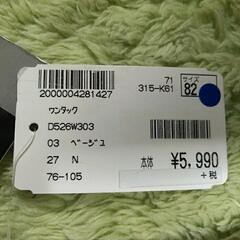 71
315-K61
サイズ
82
2000004281427
ワンタック
D526W303
03 ベージュ
27 N
76-105
本体 ¥5,990
+税